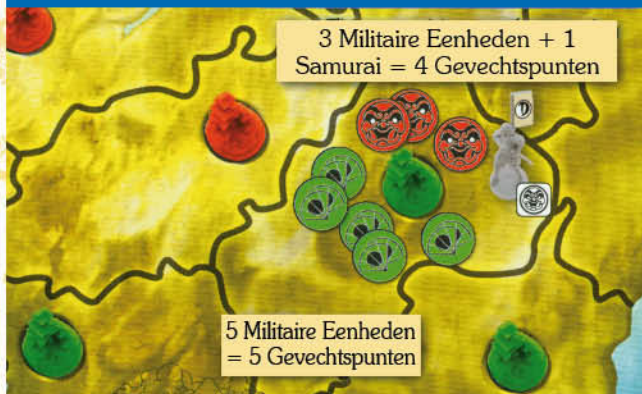 3 Militaire Eenheden + 1
Samurai = 4 Gevechtspunten
5 Militaire Eenheden
= 5 Gevechtspunten